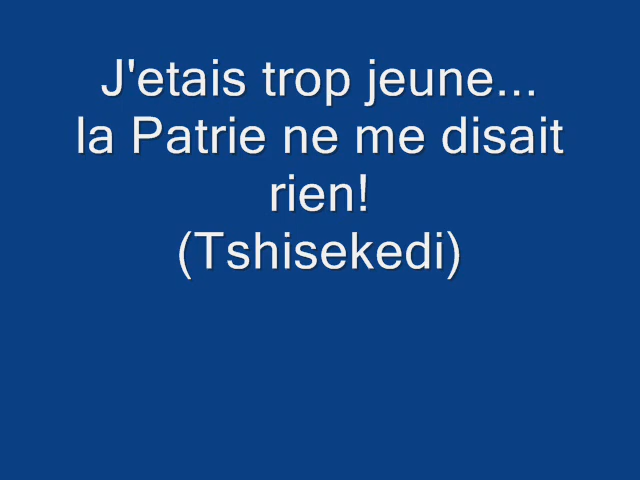 J'etais trop jeune...
la Patrie ne me disait
rien!
(Tshisekedi)